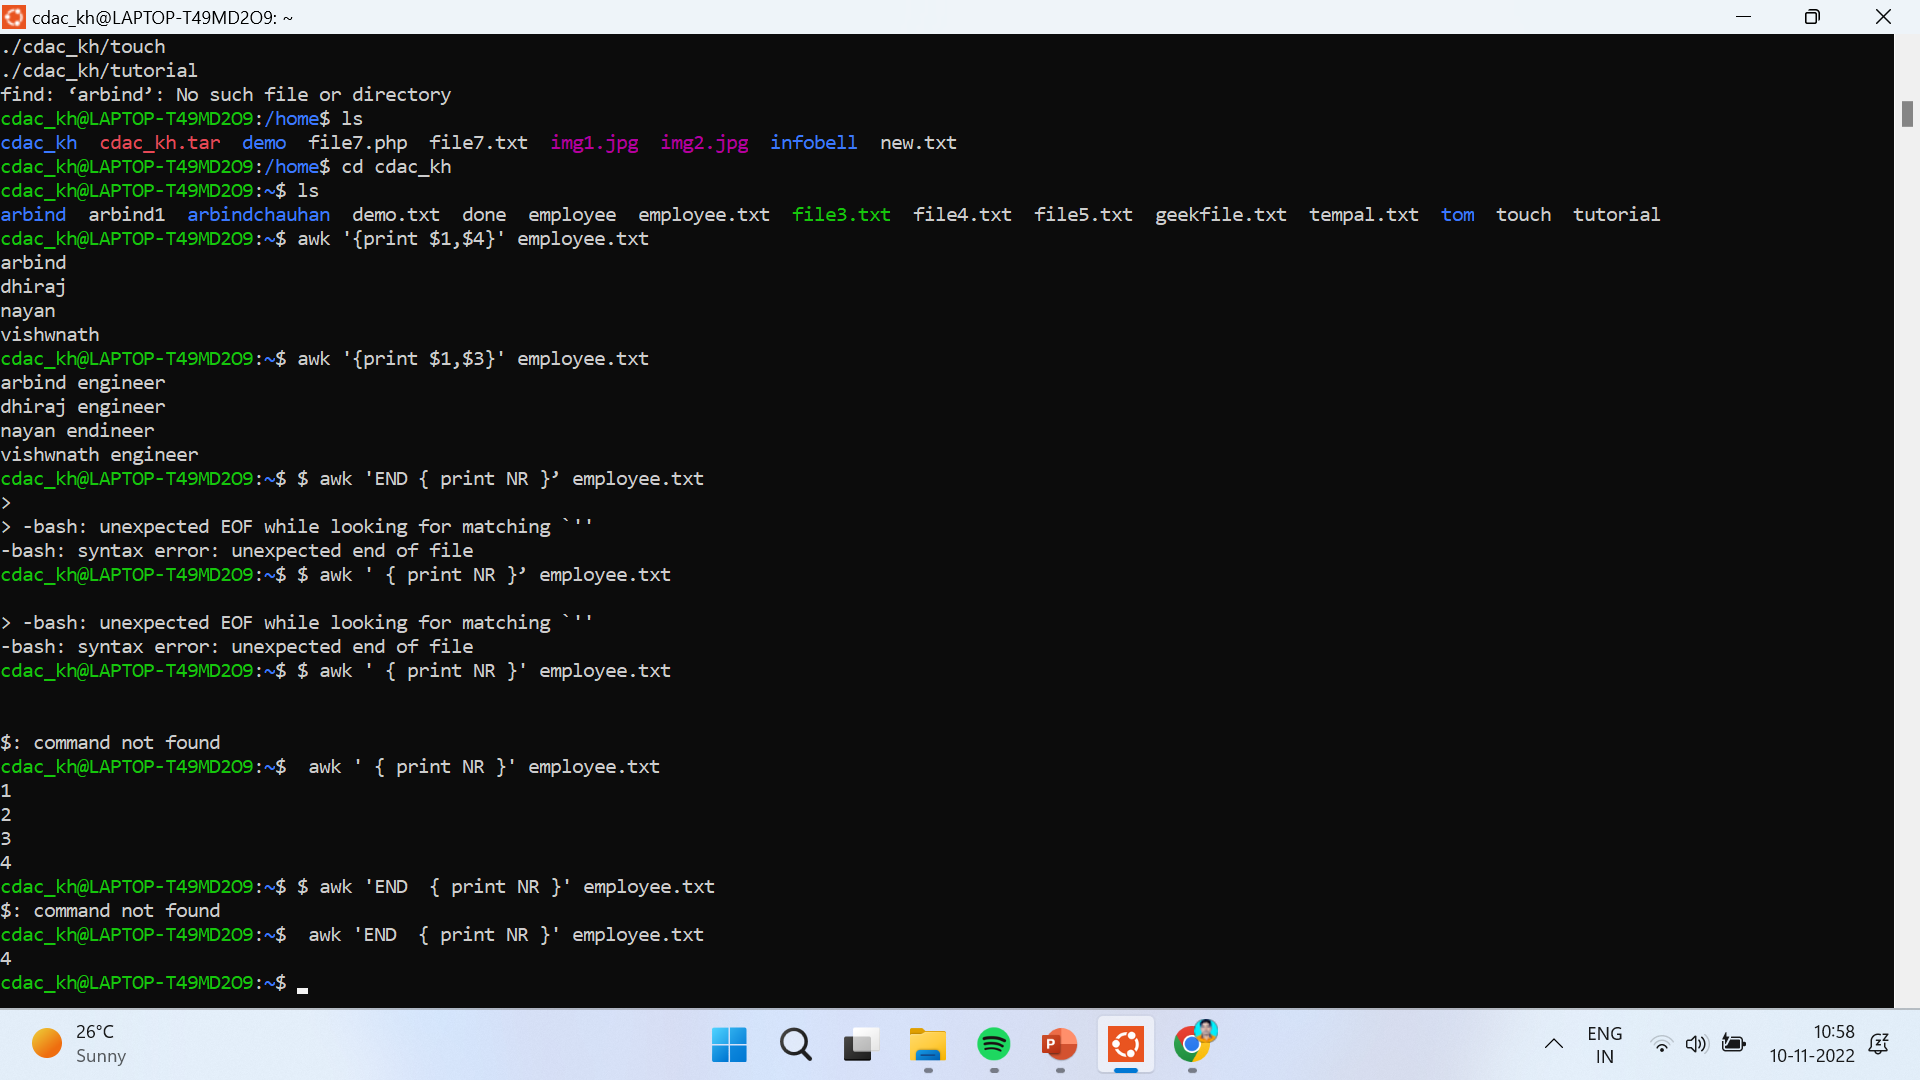 cdac_kh@LAPTOP-T49MD2O9: ~
./cdac_kh/touch
./cdac_kh/tutorial
find: ‘arbind’: No such file or directory
cdac_kh@LAPTOP-T49MD2O9:/home$ ls
cdac_kh  cdac_kh.tar  demo  file7.php  file7.txt  img1.jpg  img2.jpg  infobell  new.txt
cdac_kh@LAPTOP-T49MD2O9:/home$ cd cdac_kh
cdac_kh@LAPTOP-T49MD2O9:~$ ls
arbind  arbind1  arbindchauhan  demo.txt  done  employee  employee.txt  file3.txt  file4.txt  file5.txt  geekfile.txt  tempal.txt  tom  touch  tutorial
cdac_kh@LAPTOP-T49MD2O9:~$ awk '{print $1,$4}' employee.txt
arbind
dhiraj
nayan
vishwnath
cdac_kh@LAPTOP-T49MD2O9:~$ awk '{print $1,$3}' employee.txt
arbind engineer
dhiraj engineer
nayan endineer
vishwnath engineer
cdac_kh@LAPTOP-T49MD2O9:~$ $ awk 'END { print NR }’ employee.txt
>
> -bash: unexpected EOF while looking for matching `''
-bash: syntax error: unexpected end of file
cdac_kh@LAPTOP-T49MD2O9:~$ $ awk ' { print NR }’ employee.txt
> -bash: unexpected EOF while looking for matching `''
-bash: syntax error: unexpected end of file
cdac_kh@LAPTOP-T49MD2O9:~$ $ awk ' { print NR }' employee.txt
$: command not found
cdac_kh@LAPTOP-T49MD2O9:~$  awk ' { print NR }' employee.txt
1
2
3
4
cdac_kh@LAPTOP-T49MD2O9:~$ $ awk 'END  { print NR }' employee.txt
$: command not found
cdac_kh@LAPTOP-T49MD2O9:~$  awk 'END  { print NR }' employee.txt
4
cdac_kh@LAPTOP-T49MD2O9:~$
26°C
Sunny
P
ENG
IN
10:58
10-11-2022